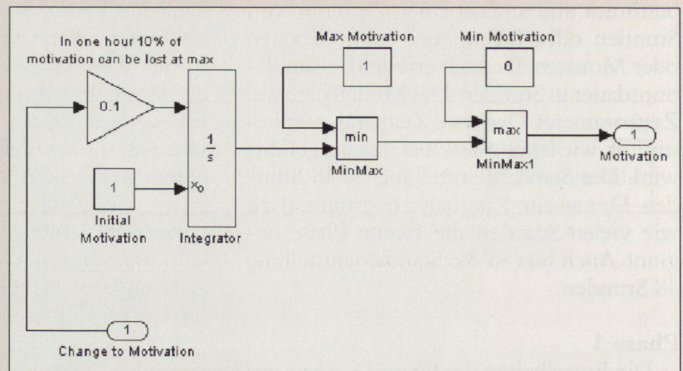 In one hour 10% of
motivation can be lost at max
0.1
1
s
1
Initial
Motivation
x₀
Integrator
1
Change to Motivation
Max Motivation
1
min
MinMax
Min Motivation
0
max
MinMax1
1
Motivation